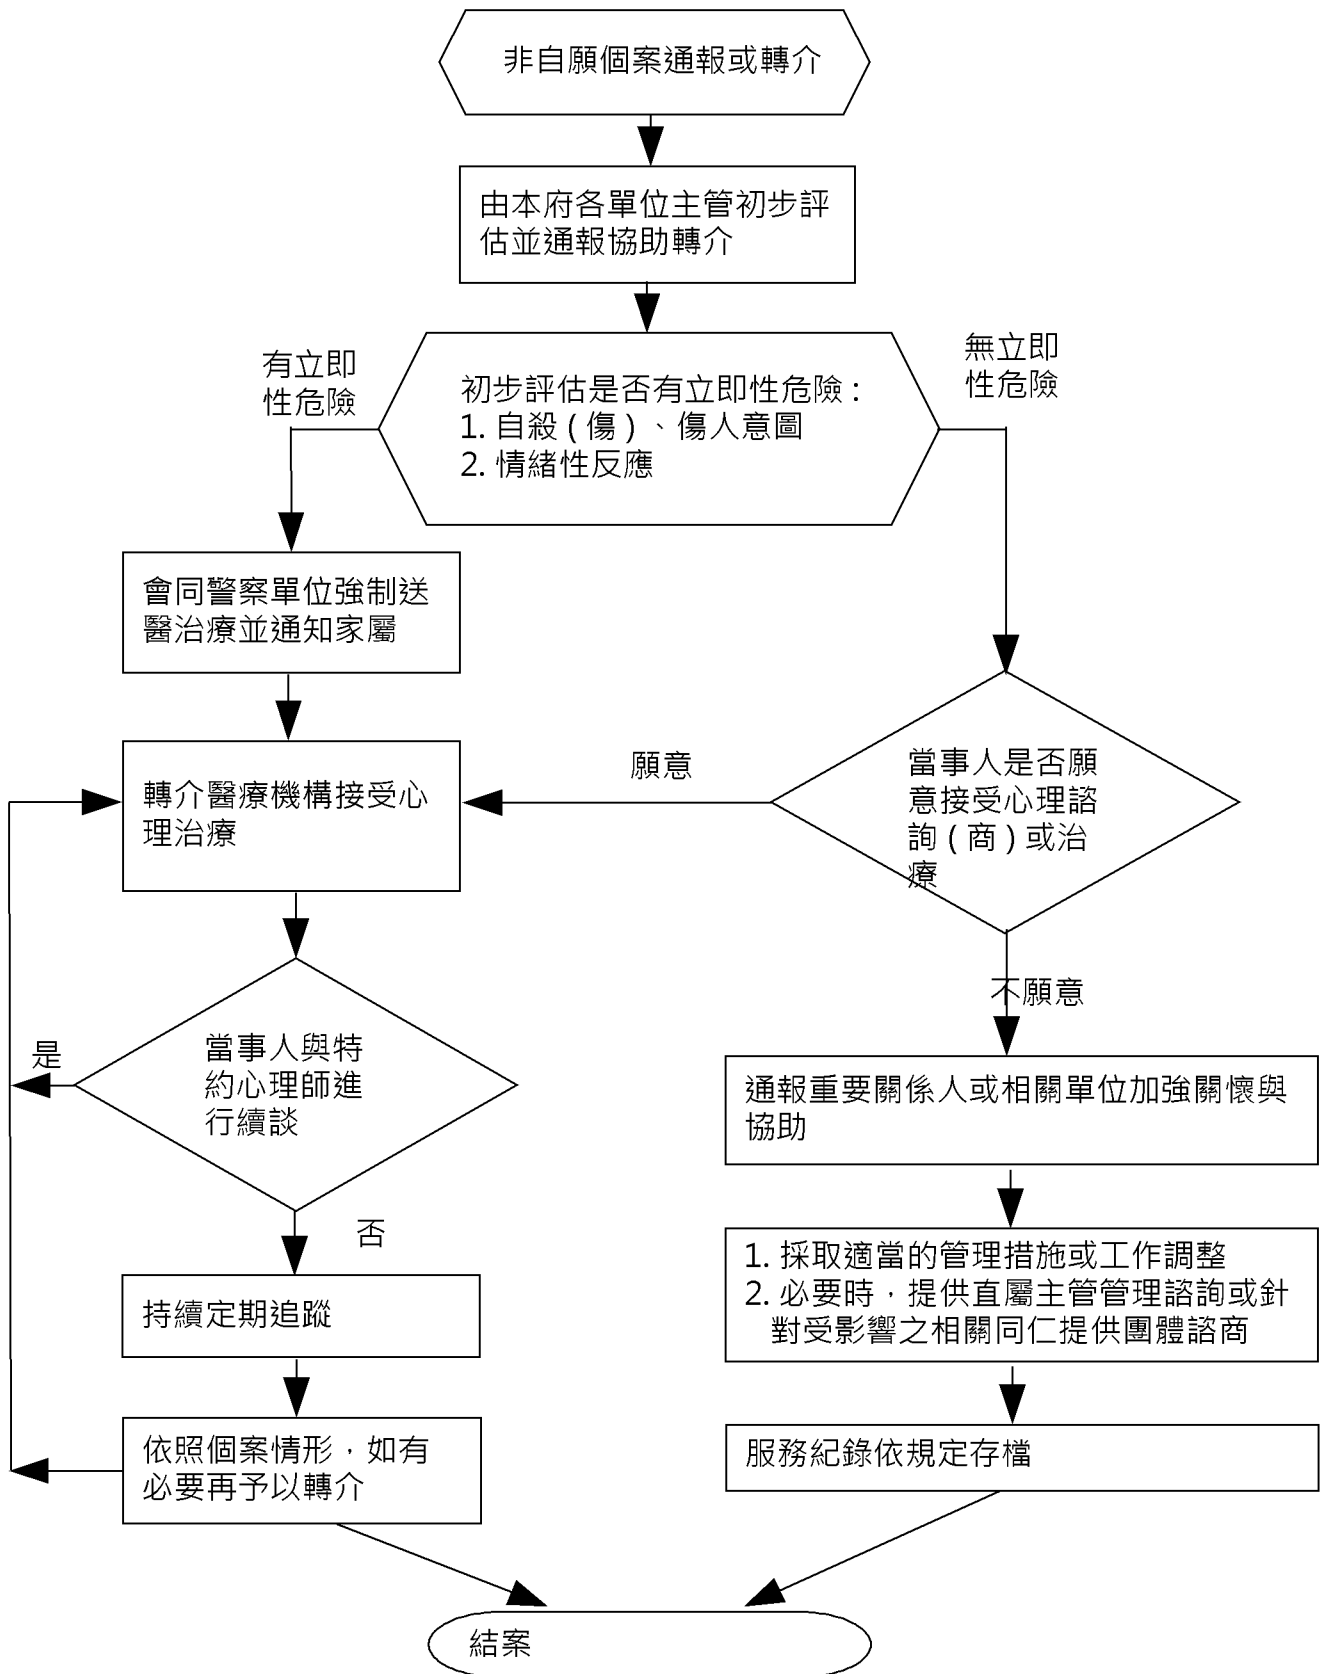 非自願個案通報或轉介
由本府各單位主管初步評
估並通報協助轉介
有立即
性危險
無立即
性危險
初步評估是否有立即性危險：
1. 自殺（傷）、傷人意圖
2. 情緒性反應
會同警察單位強制送
醫治療並通知家屬
轉介醫療機構接受心
理治療
願意
當事人是否願
意接受心理諮
詢（商）或治
療
不願意
是
當事人與特
約心理師進
行續談
否
通報重要關係人或相關單位加強關懷與
協助
持續定期追蹤
1. 採取適當的管理措施或工作調整
2. 必要時，提供直屬主管管理諮詢或針
對受影響之相關同仁提供團體諮商
依照個案情形，如有
必要再予以轉介
服務紀錄依規定存檔
結案